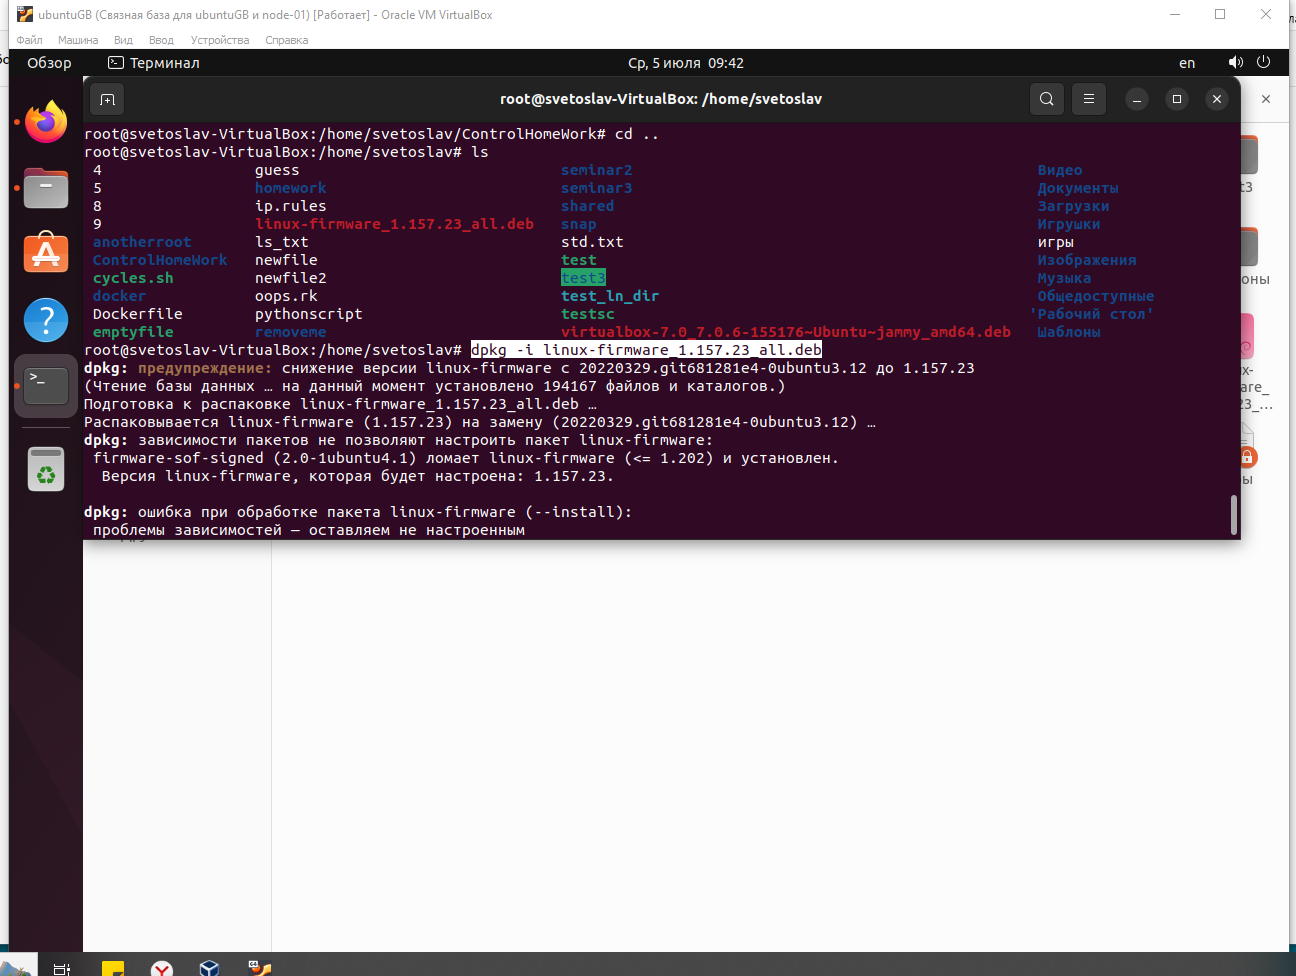 ubuntuGB (Связная база для ubuntuGB и node-01) [Работает] - Oracle VM VirtualBox
Файл Машина Вид Ввод Устройства Справка
Обзор Терминал Ср, 5 июля 09:42 en
root@svetoslav-VirtualBox: /home/svetoslav
root@svetoslav-VirtualBox:/home/svetoslav/ControlHomeWork# cd ..
root@svetoslav-VirtualBox:/home/svetoslav# ls
4 guess seminar2 Видео
5 homework seminar3 Документы
8 ip.rules shared Загрузки
9 linux-firmware_1.157.23_all.deb snap Игрушки
anotherroot ls_txt std.txt игры
ControlHomeWork newfile test Изображения
cycles.sh newfile2 test3 Музыка
docker oops.rk test_ln_dir Общедоступные
Dockerfile pythonscript testsc 'Рабочий стол'
emptyfile removeme virtualbox-7.0_7.0.6-155176~Ubuntu~jammy_amd64.deb Шаблоны
root@svetoslav-VirtualBox:/home/svetoslav# dpkg -i linux-firmware_1.157.23_all.deb
dpkg: предупреждение: снижение версии linux-firmware с 20220329.git681281e4-0ubuntu3.12 до 1.157.23
(Чтение базы данных … на данный момент установлено 194167 файлов и каталогов.)
Подготовка к распаковке linux-firmware_1.157.23_all.deb …
Распаковывается linux-firmware (1.157.23) на замену (20220329.git681281e4-0ubuntu3.12) …
dpkg: зависимости пакетов не позволяют настроить пакет linux-firmware:
firmware-sof-signed (2.0-1ubuntu4.1) ломает linux-firmware (<= 1.202) и установлен.
Версия linux-firmware, которая будет настроена: 1.157.23.
dpkg: ошибка при обработке пакета linux-firmware (--install):
проблемы зависимостей — оставляем не настроенным